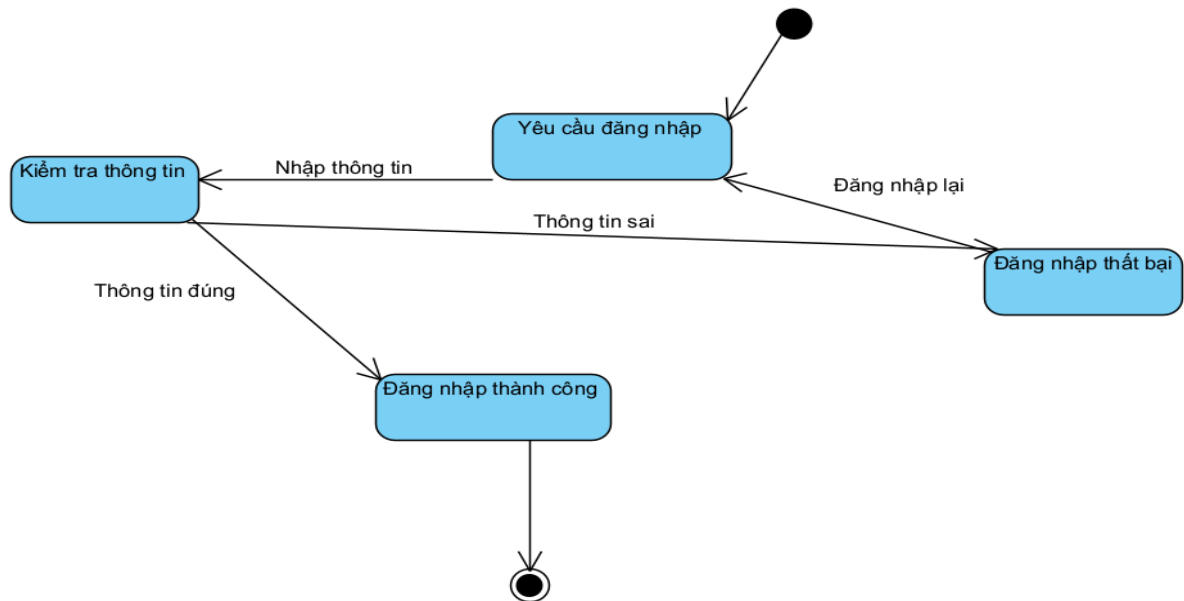 Yêu cầu đăng nhập
Kiểm tra thông tin
Nhập thông tin
Đăng nhập lại
Thông tin sai
Đăng nhập thất bại
Thông tin đúng
Đăng nhập thành công